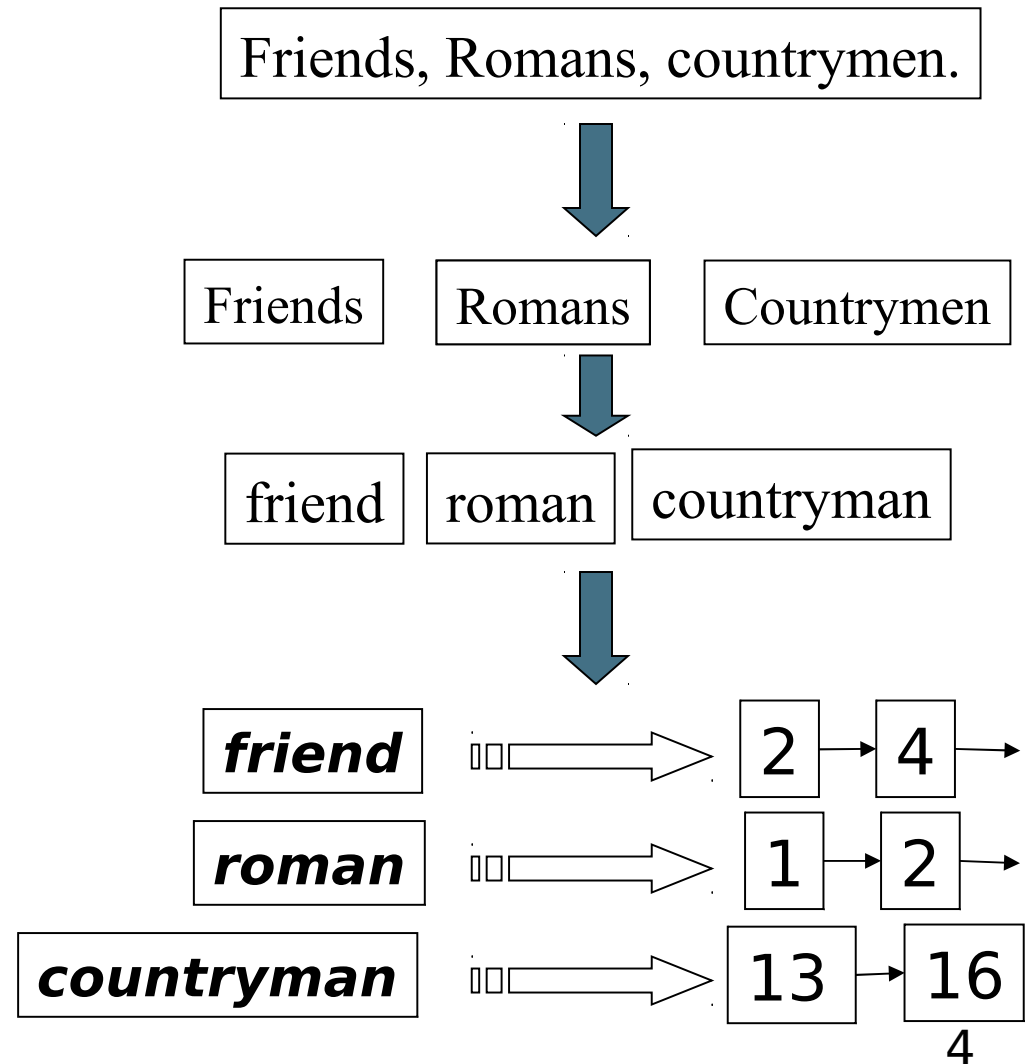 Friends, Romans, countrymen.
Friends Romans Countrymen
friend roman countryman
friend 2 4
roman 1 2
countryman 13 16
4